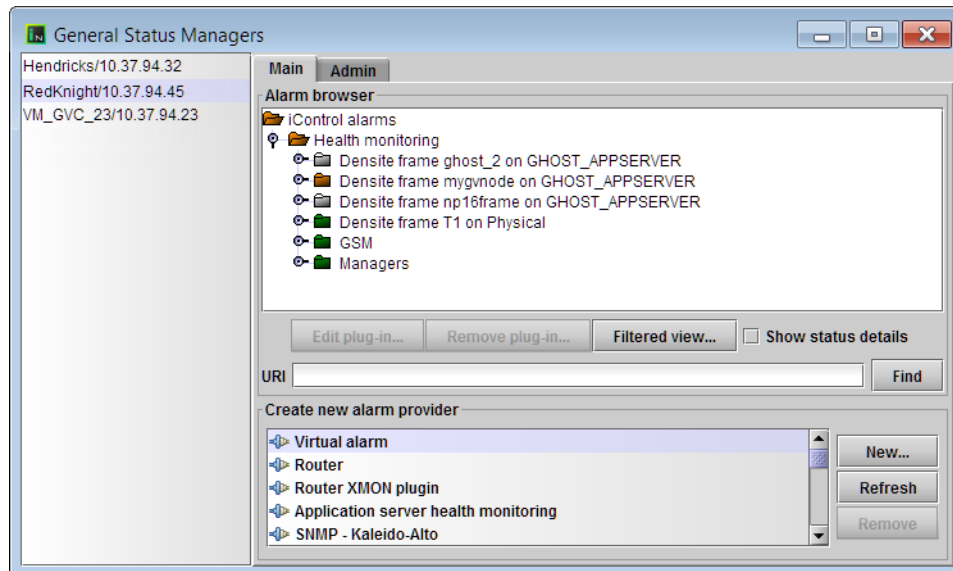 iN General Status Managers
Hendricks/10.37.94.32
RedKnight/10.37.94.45
VM_GVC_23/10.37.94.23
Main Admin
Alarm browser
iControl alarms
Health monitoring
Densite frame ghost_2 on GHOST_APPSERVER
Densite frame mygvnode on GHOST_APPSERVER
Densite frame np16frame on GHOST_APPSERVER
Densite frame T1 on Physical
GSM
Managers
Edit plug-in... Remove plug-in... Filtered view... Show status details
URI Find
Create new alarm provider
Virtual alarm
Router
Router XMON plugin
Application server health monitoring
SNMP - Kaleido-Alto
New...
Refresh
Remove